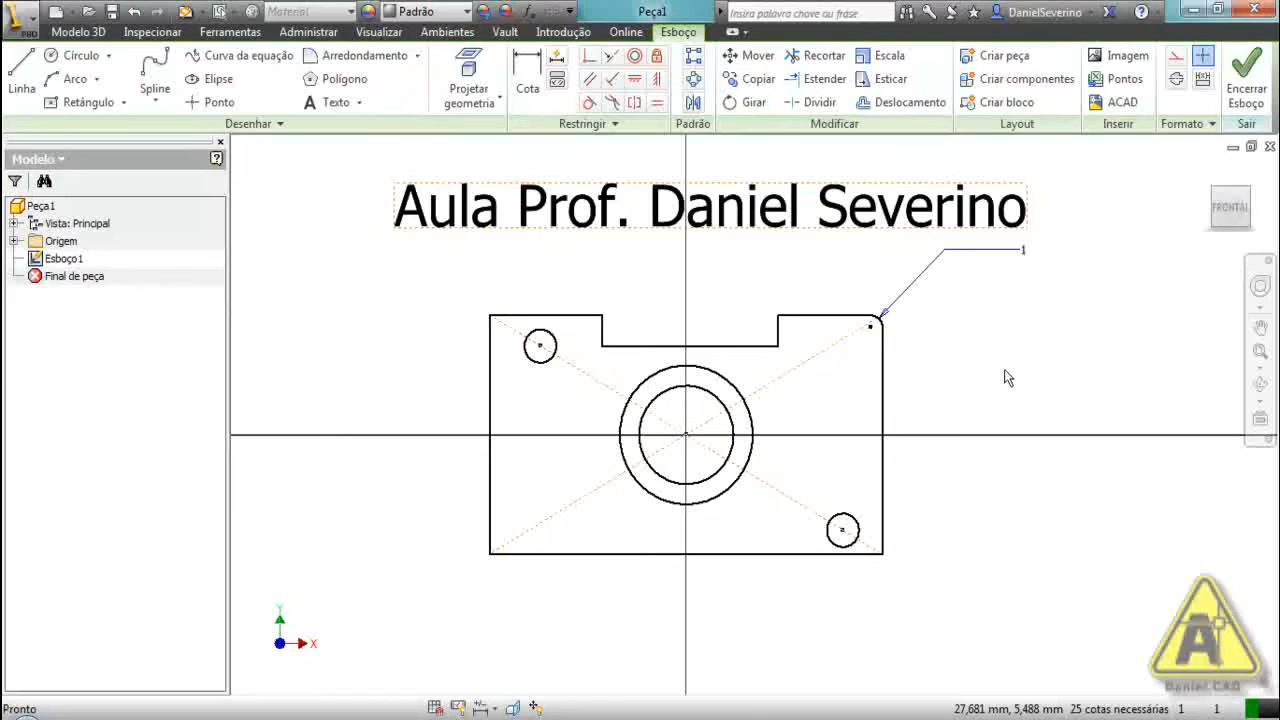 PRO
Material
Padrão
Peça1
Insira palavra chave ou frase
DanielSeverino
Modelo 3D Inspecionar Ferramentas Administrar Visualizar Ambientes Vault Introdução Online Esboço
Linha
Círculo
Arco
Retângulo
Spline
Curva da equação
Elipse
Ponto
Arredondamento
Polígono
Texto
Projetar
geometria
Desenhar
Cota
Restringir
Padrão
Mover
Copiar
Girar
Recortar
Estender
Dividir
Escala
Esticar
Deslocamento
Modificar
Criar peça
Criar componentes
Criar bloco
Layout
Imagem
Pontos
ACAD
Inserir
Formato
Encerrar
Esboço
Sair
Modelo
Peça1
Vista: Principal
Origem
Esboço1
Final de peça
Aula Prof. Daniel Severino
FRONTAL
1
Y
X
A
Daniel CAD
Pronto
27,681 mm, 5,488 mm 25 cotas necessárias 1 1